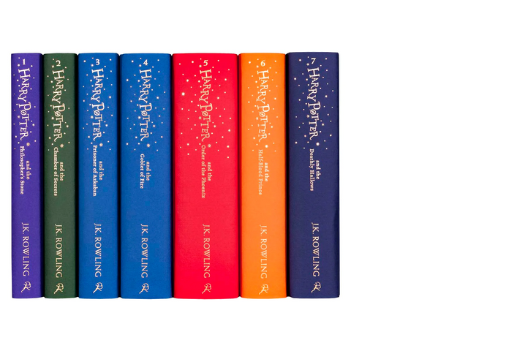 1
HARRY POTTER
and the
Philosopher's Stone
J.K. ROWLING
2
HARRY POTTER
and the
Chamber of Secrets
J.K. ROWLING
3
HARRY POTTER
and the
Prisoner of Azkaban
J.K. ROWLING
4
HARRY POTTER
and the
Goblet of Fire
J.K. ROWLING
5
HARRY POTTER
and the
Order of the Phoenix
J.K. ROWLING
6
HARRY POTTER
and the
Half-Blood Prince
J.K. ROWLING
7
HARRY POTTER
and the
Deathly Hallows
J.K. ROWLING